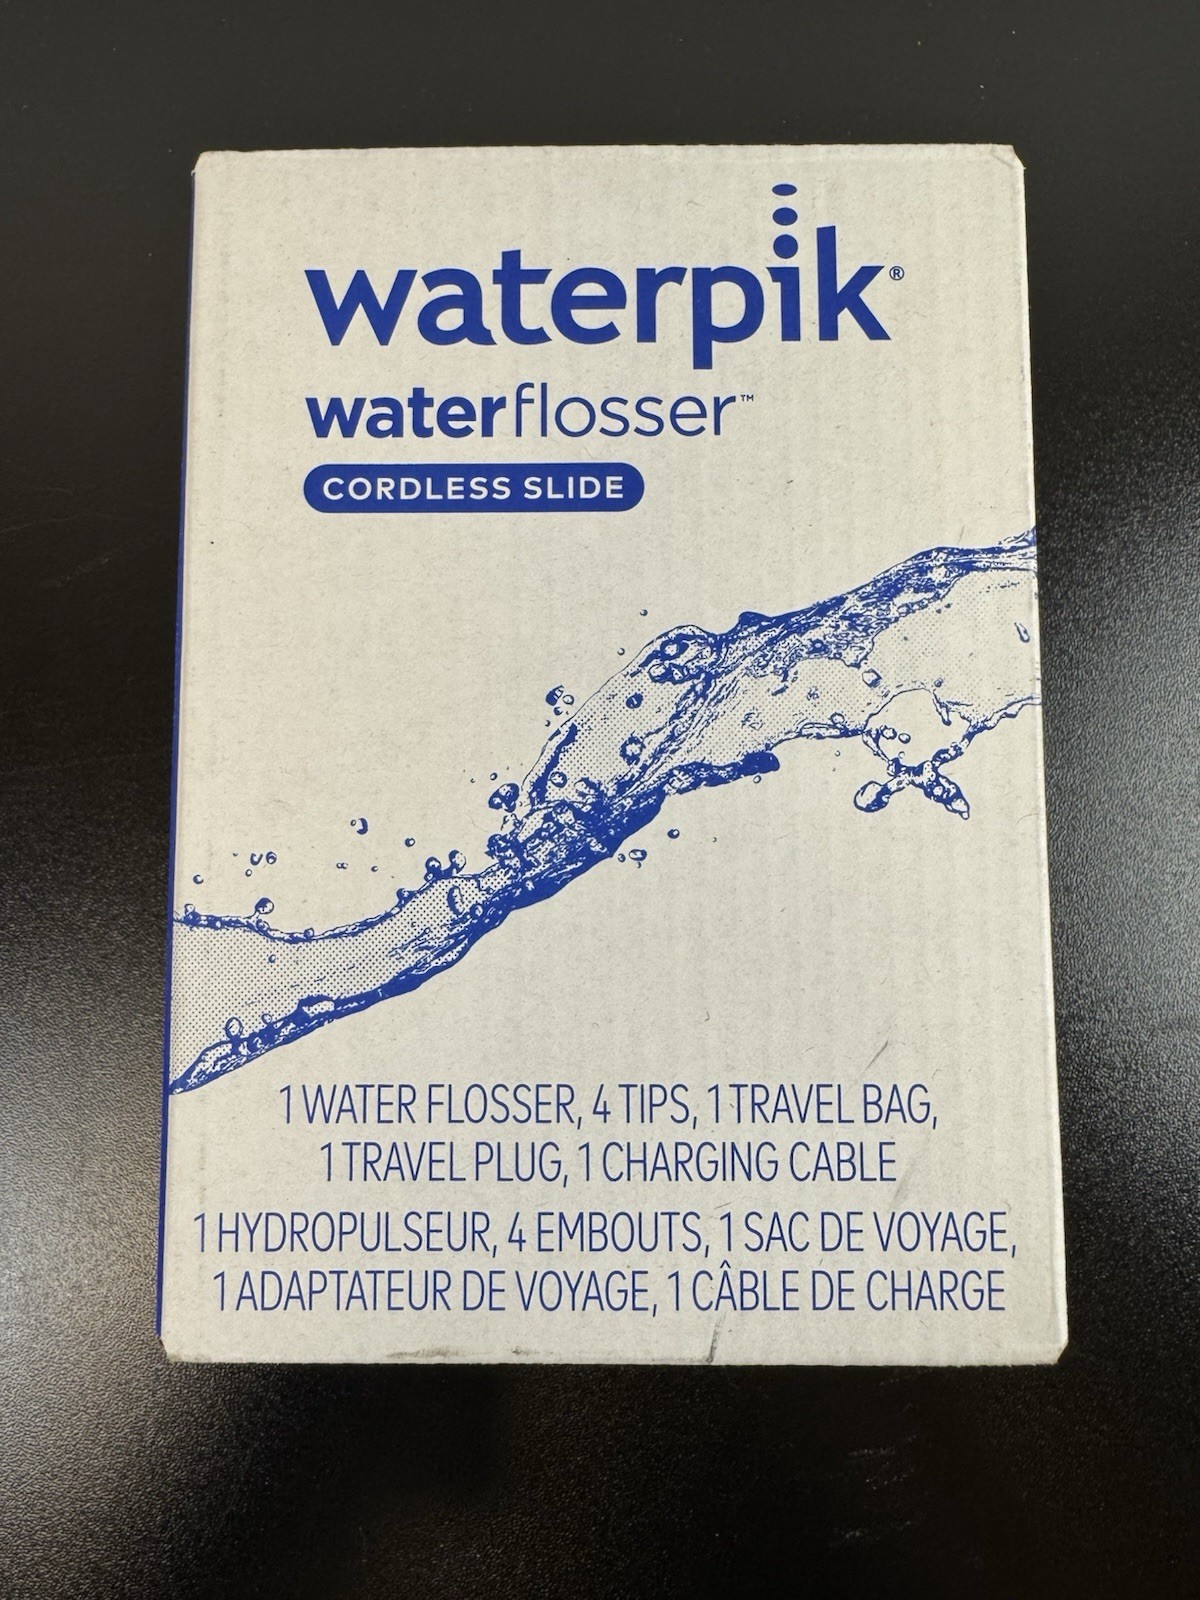 waterpik®
waterflosser™
CORDLESS SLIDE
1 WATER FLOSSER, 4 TIPS, 1 TRAVEL BAG,
1 TRAVEL PLUG, 1 CHARGING CABLE
1 HYDROPULSEUR, 4 EMBOUTS, 1 SAC DE VOYAGE,
1 ADAPTATEUR DE VOYAGE, 1 CÂBLE DE CHARGE